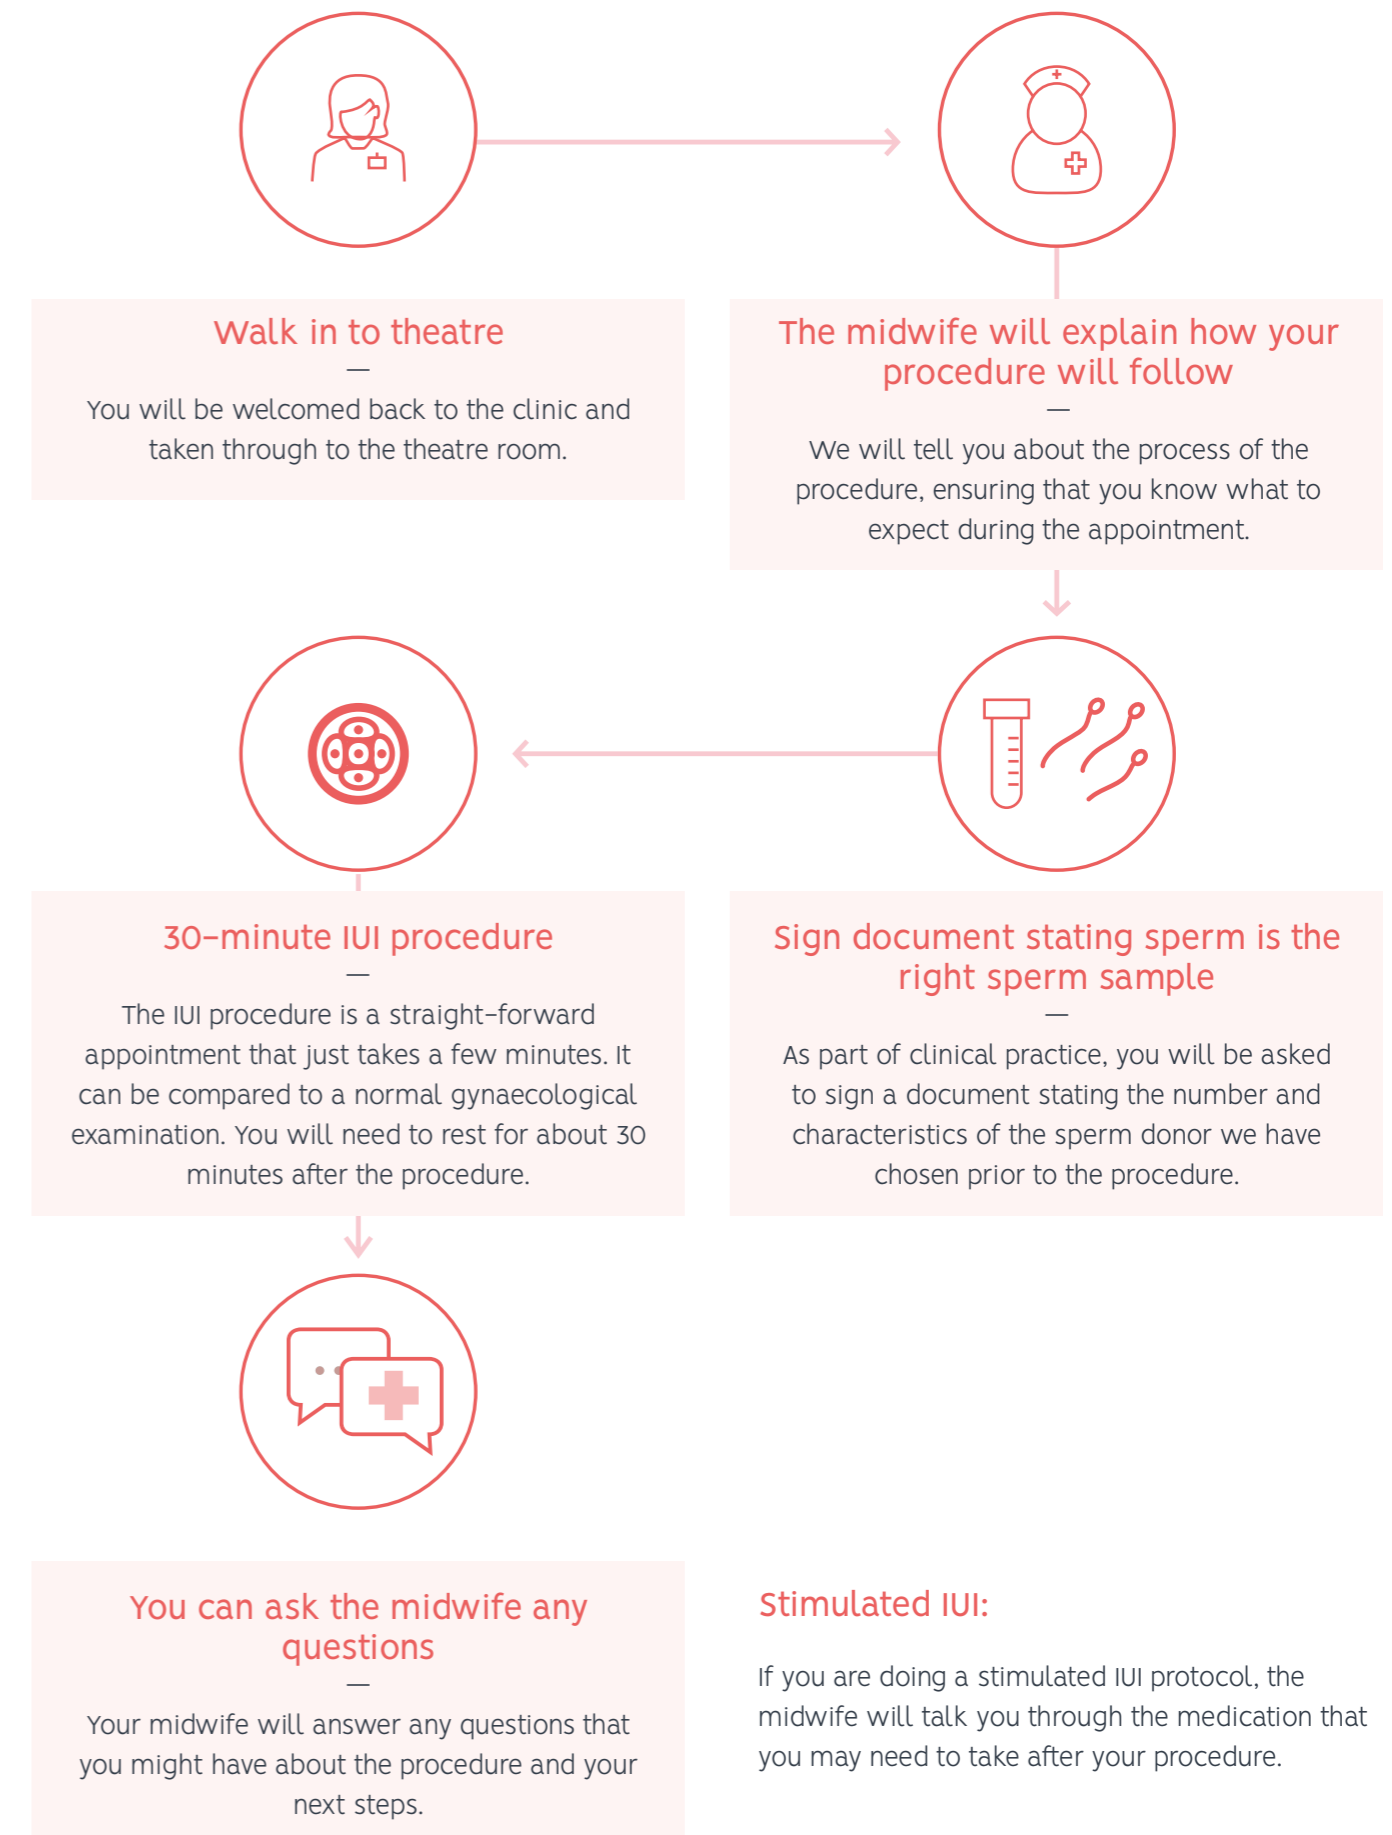 Walk in to theatre
—
You will be welcomed back to the clinic and
taken through to the theatre room.
The midwife will explain how your
procedure will follow
—
We will tell you about the process of the
procedure, ensuring that you know what to
expect during the appointment.
Sign document stating sperm is the
right sperm sample
—
As part of clinical practice, you will be asked
to sign a document stating the number and
characteristics of the sperm donor we have
chosen prior to the procedure.
30-minute IUI procedure
—
The IUI procedure is a straight-forward
appointment that just takes a few minutes. It
can be compared to a normal gynaecological
examination. You will need to rest for about 30
minutes after the procedure.
You can ask the midwife any
questions
—
Your midwife will answer any questions that
you might have about the procedure and your
next steps.
Stimulated IUI:
If you are doing a stimulated IUI protocol, the
midwife will talk you through the medication that
you may need to take after your procedure.